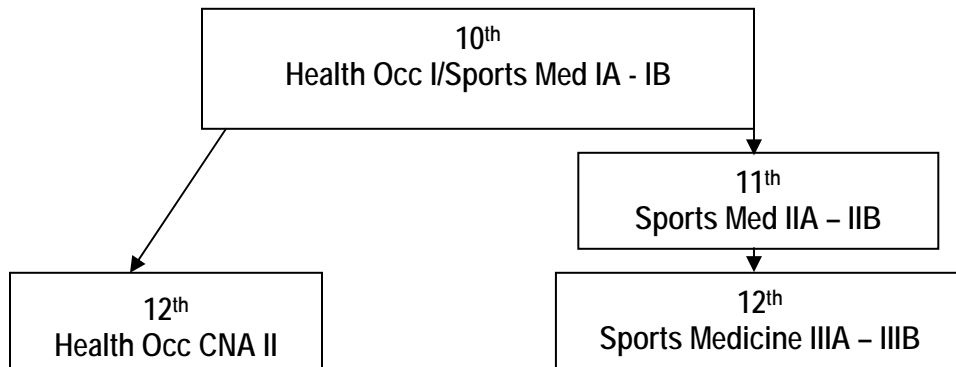 10th
Health Occ I/Sports Med IA - IB
11th
Sports Med IIA – IIB
12th
Health Occ CNA II
12th
Sports Medicine IIIA – IIIB